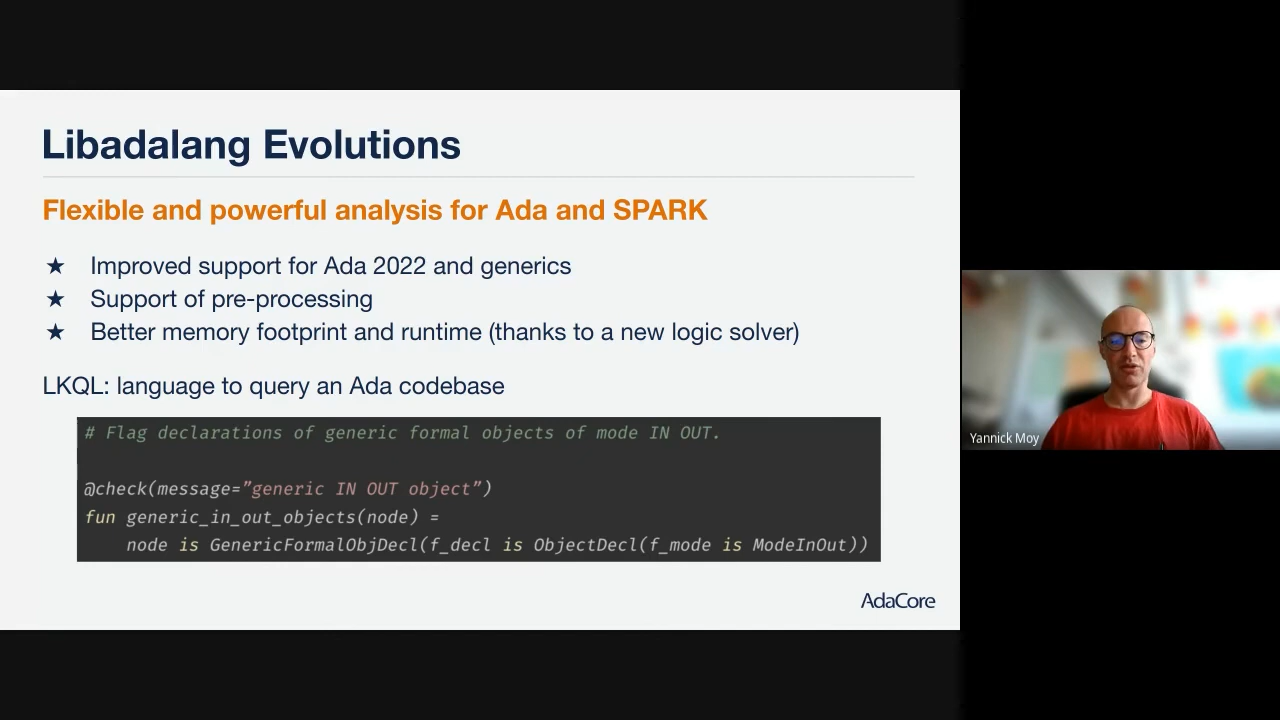 Libadalang Evolutions
Flexible and powerful analysis for Ada and SPARK
★ Improved support for Ada 2022 and generics
★ Support of pre-processing
★ Better memory footprint and runtime (thanks to a new logic solver)
LKQL: language to query an Ada codebase
# Flag declarations of generic formal objects of mode IN OUT.
@check(message=”generic IN OUT object”)
fun generic_in_out_objects(node) =
node is GenericFormalObjDecl(f_decl is ObjectDecl(f_mode is ModeInOut))
AdaCore
Yannick Moy